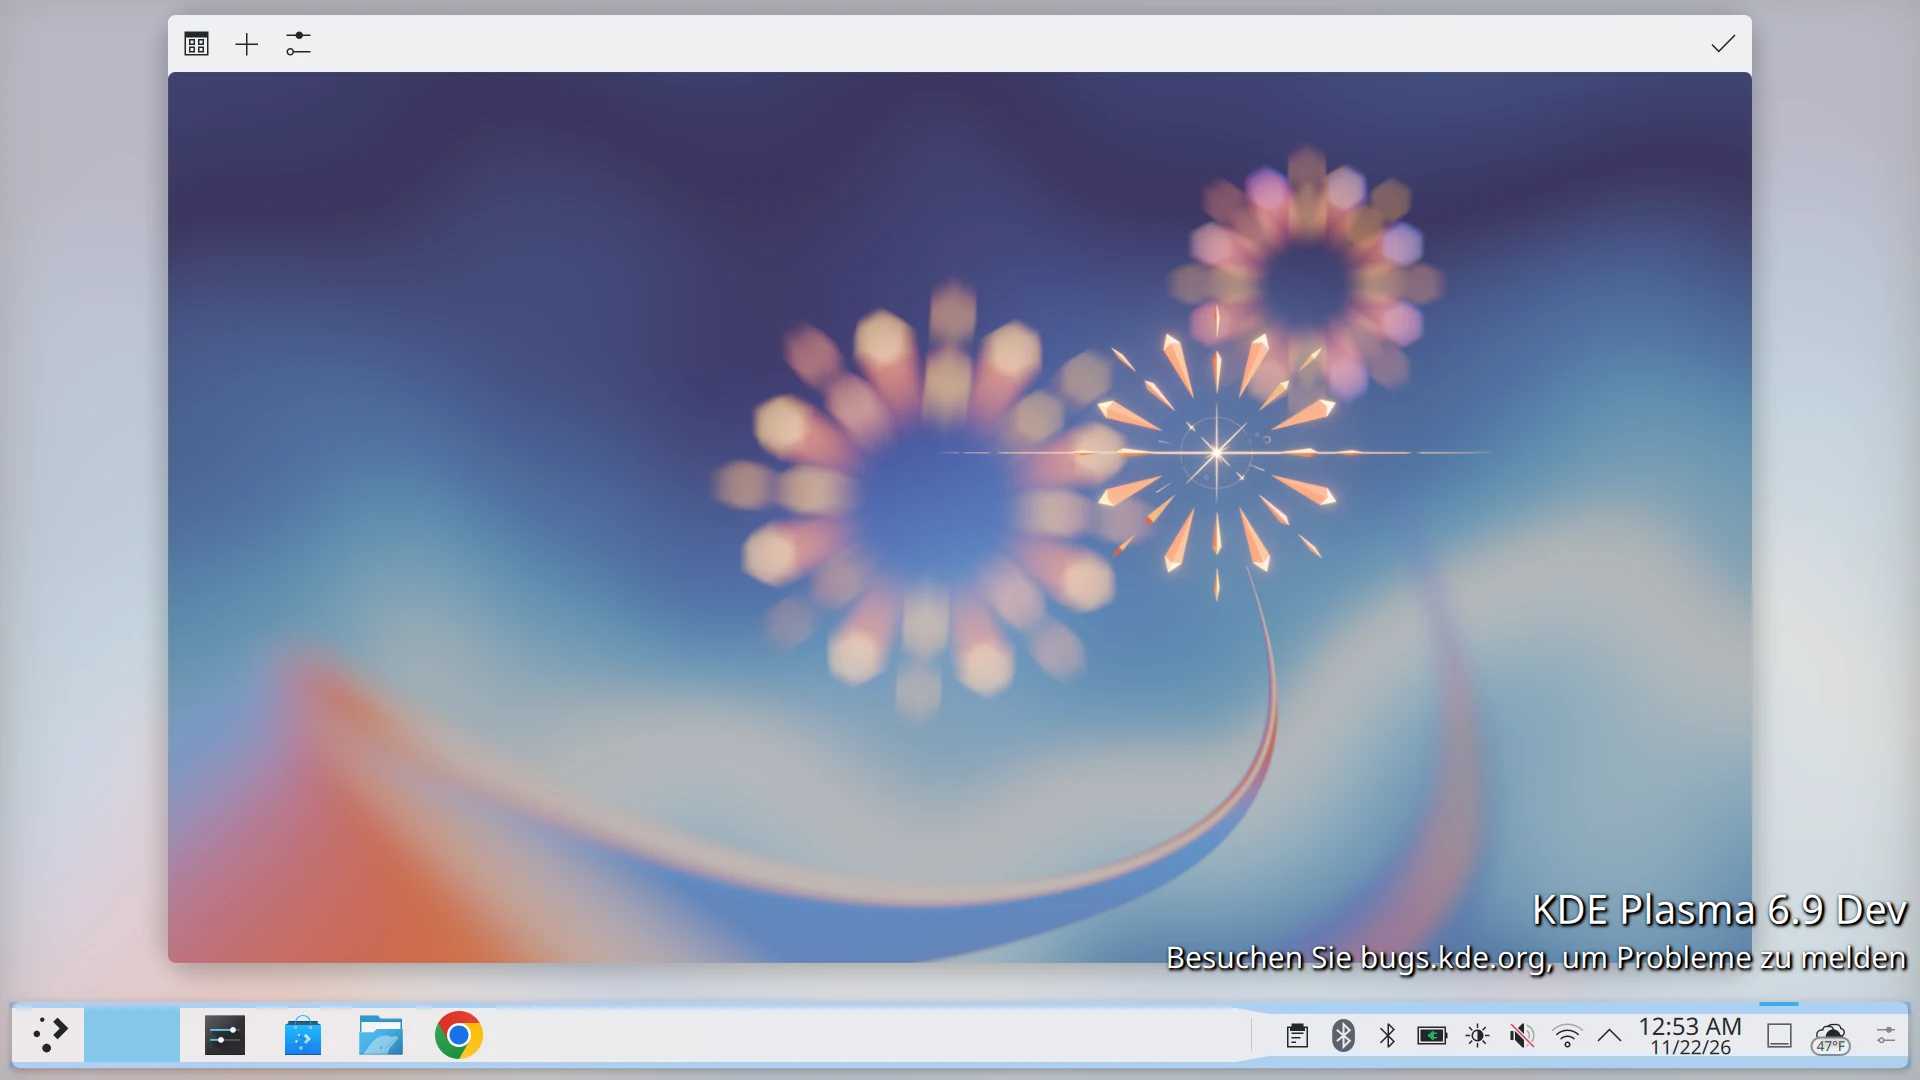 KDE Plasma 6.9 Dev
Besuchen Sie bugs.kde.org, um Probleme zu melden
12:53 AM
11/22/26
47°F